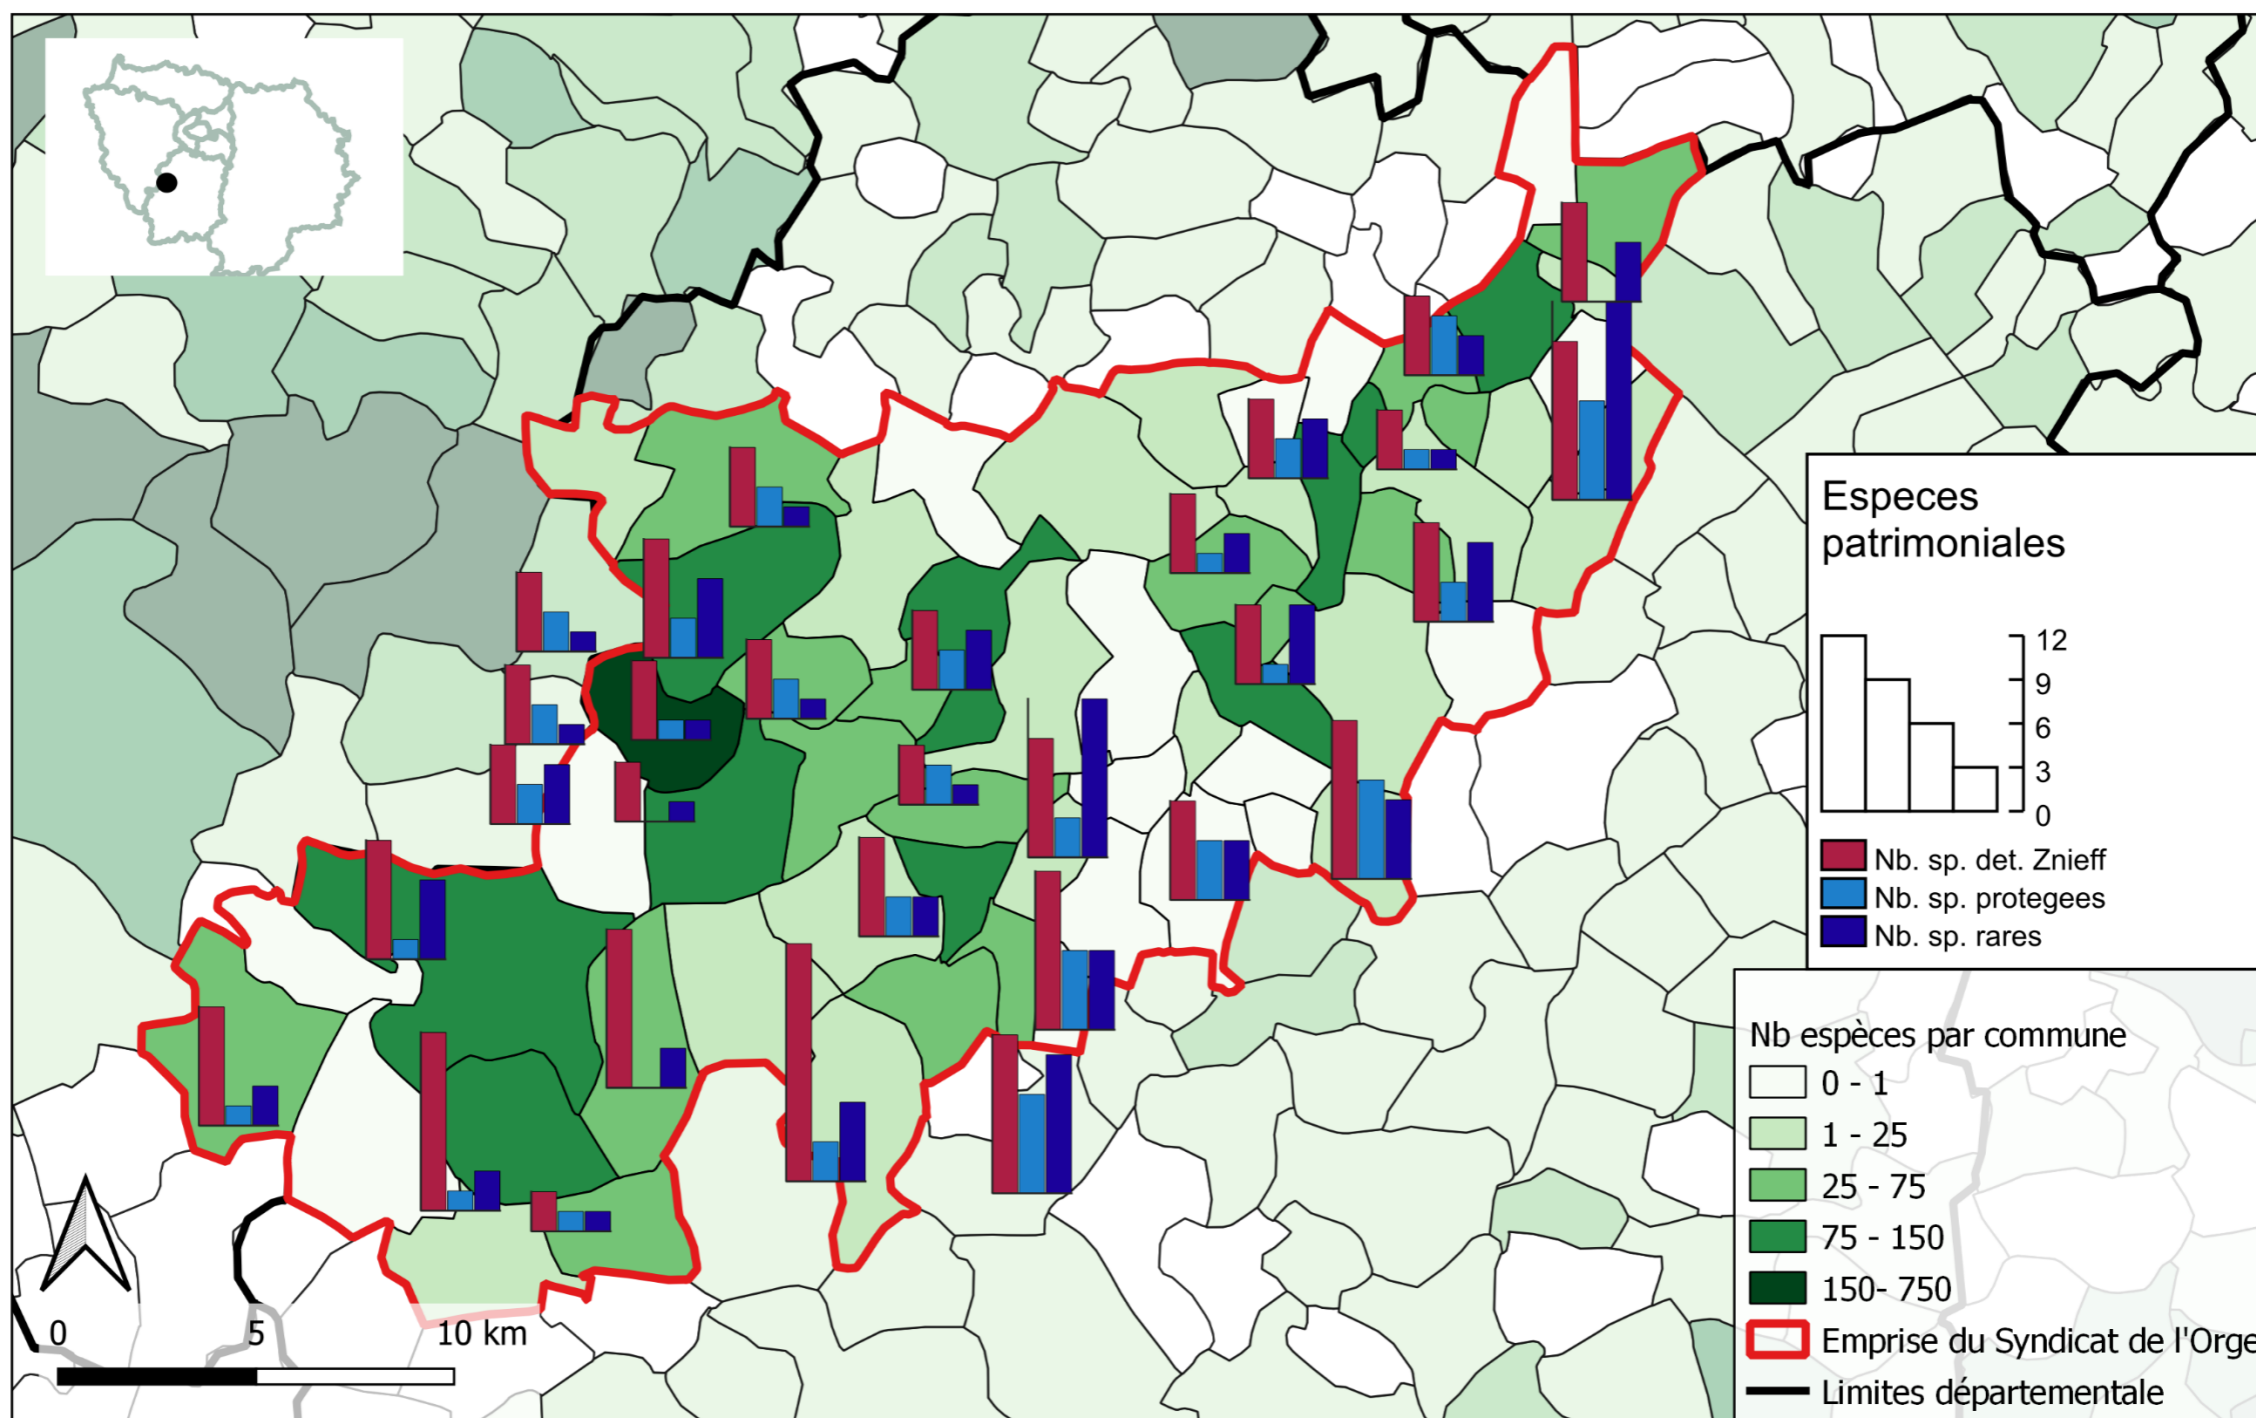 Especes
patrimoniales
12
9
6
3
0
Nb. sp. det. Znieff
Nb. sp. protegees
Nb. sp. rares
Nb espèces par commune
0 - 1
1 - 25
25 - 75
75 - 150
150- 750
Emprise du Syndicat de l'Orge
Limites départementale
0 5 10 km